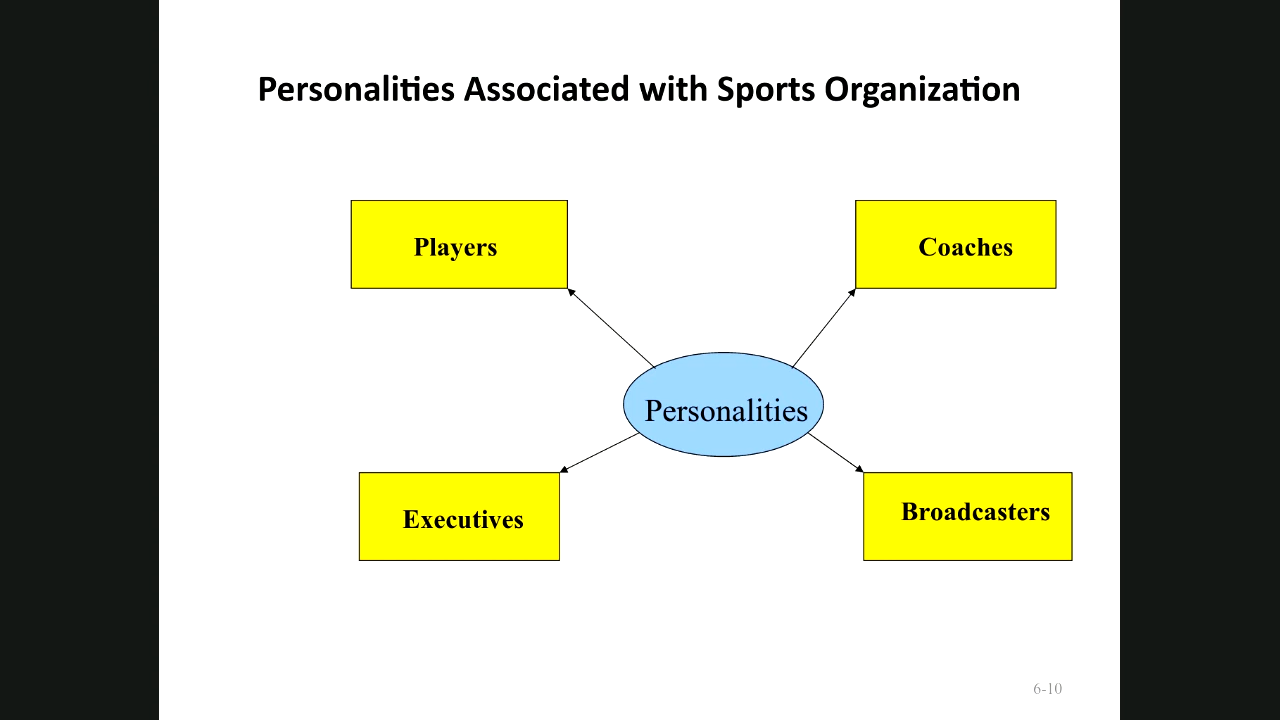 Personalities Associated with Sports Organization
Players
Coaches
Personalities
Executives
Broadcasters
6-10